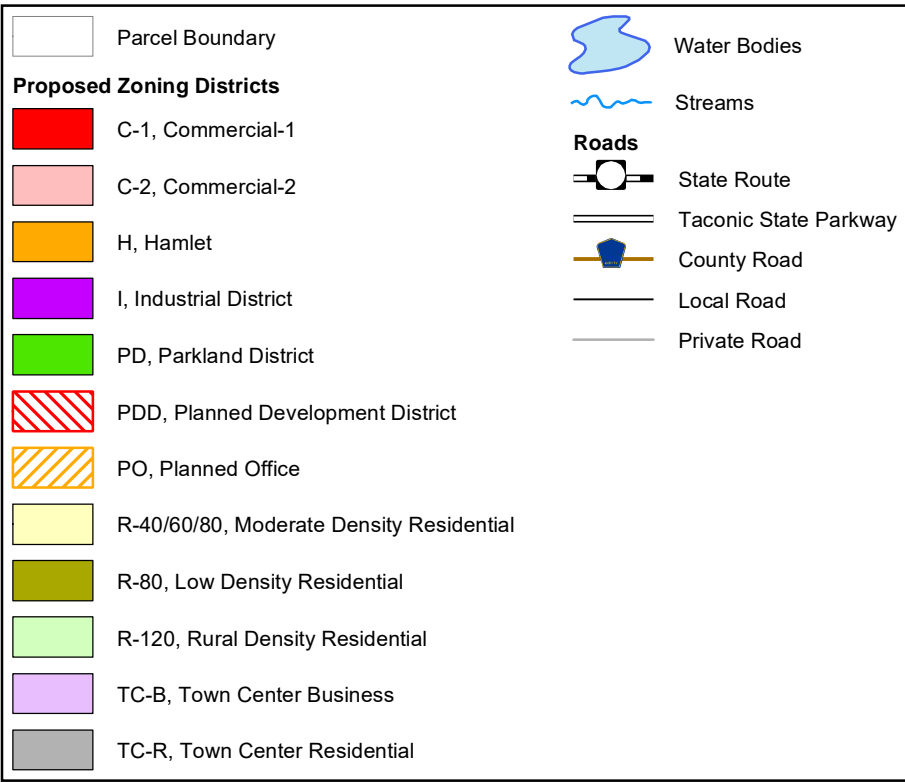 Parcel Boundary
Proposed Zoning Districts
C-1, Commercial-1
C-2, Commercial-2
H, Hamlet
I, Industrial District
PD, Parkland District
PDD, Planned Development District
PO, Planned Office
R-40/60/80, Moderate Density Residential
R-80, Low Density Residential
R-120, Rural Density Residential
TC-B, Town Center Business
TC-R, Town Center Residential
Water Bodies
Streams
Roads
State Route
Taconic State Parkway
County Road
Local Road
Private Road